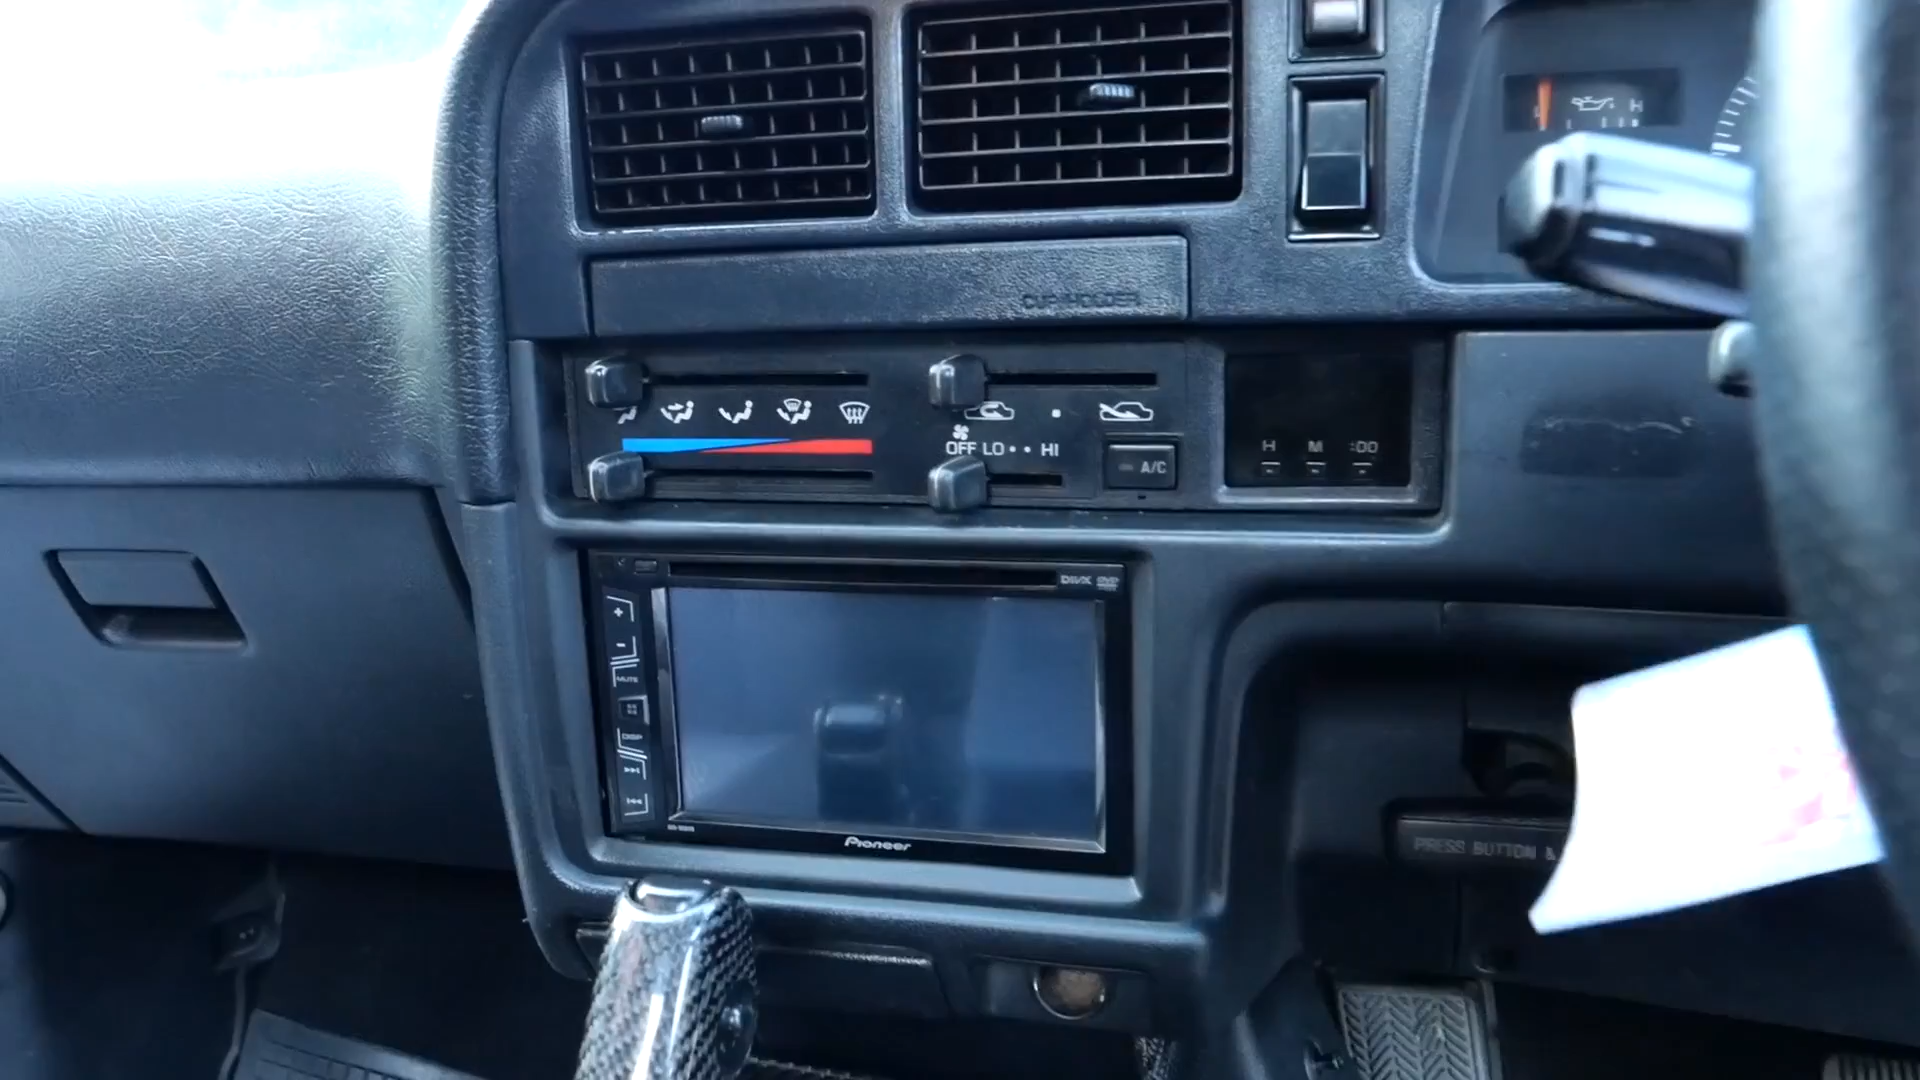 H
CUP HOLDER
OFF LO • • HI
A/C
H M :00
DIVX DVD
+
-
MUTE
DISP
Pioneer
PRESS BUTTON &